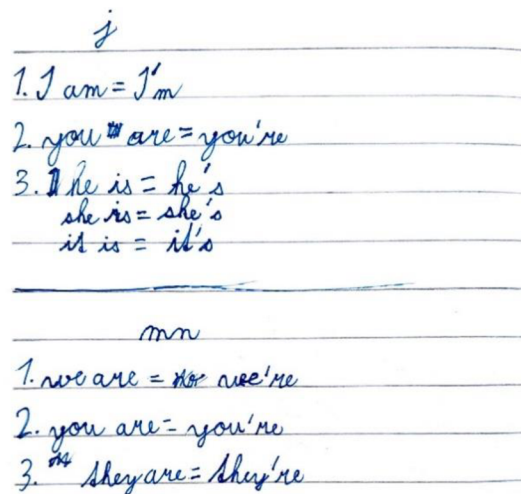 j
1. I am = I'm
2. you are = you're
3. he is = he's
she is = she's
it is = it's
mn
1. we are = we're
2. you are = you're
3. they are = they're